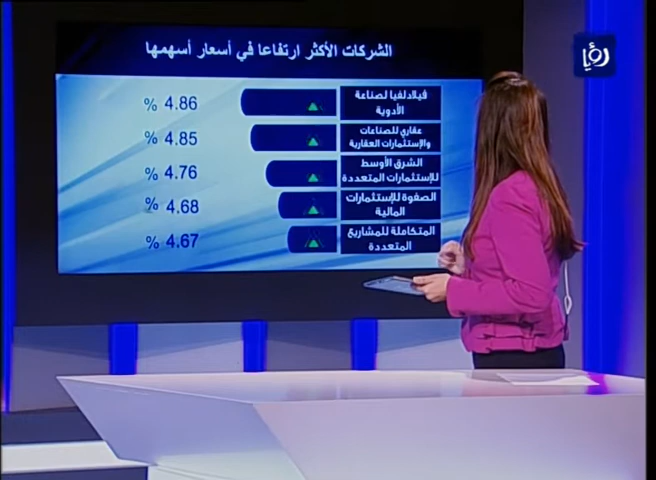 رؤيا
الشركات الأكثر ارتفاعا في أسعار أسهمها
فيلادلفيا لصناعة
الأدوية
% 4.86
عقاري للصناعات
والإستثمارات العقارية
% 4.85
الشرق الأوسط
للإستثمارات المتعددة
% 4.76
الصفوة للإستثمارات
المالية
% 4.68
المتكاملة للمشاريع
المتعددة
% 4.67